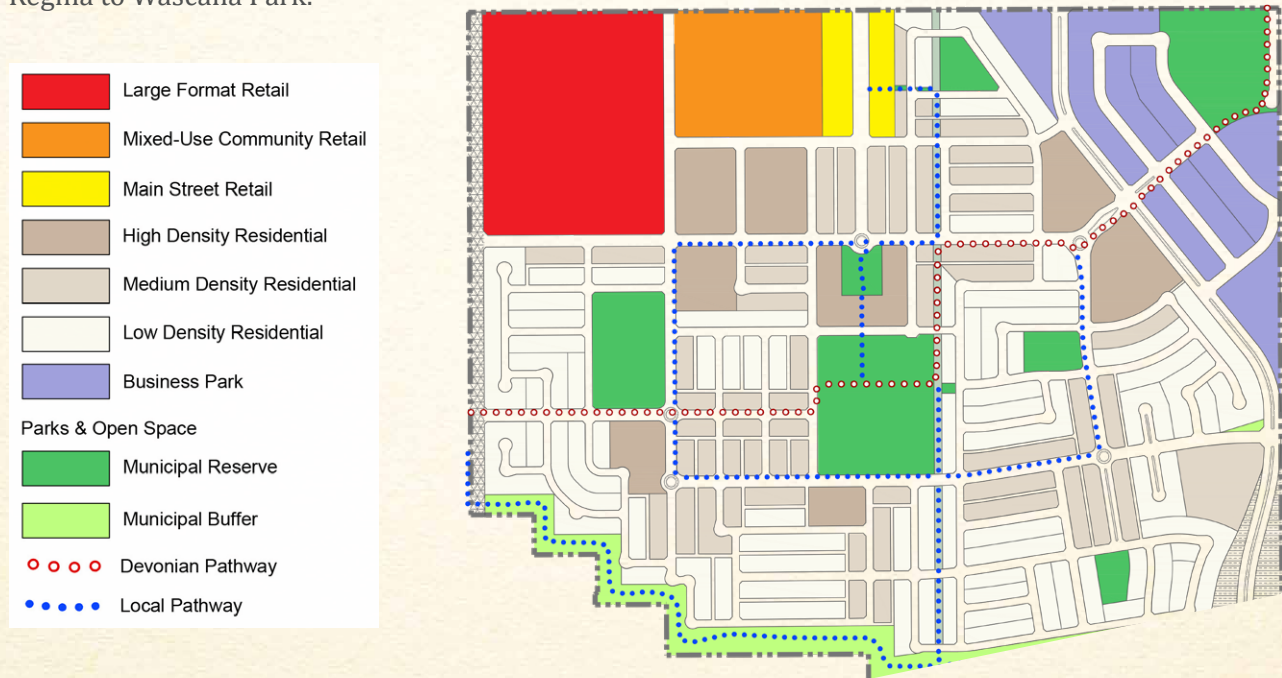 Regina to Wascana Park.
Large Format Retail
Mixed-Use Community Retail
Main Street Retail
High Density Residential
Medium Density Residential
Low Density Residential
Business Park
Parks & Open Space
Municipal Reserve
Municipal Buffer
Devonian Pathway
Local Pathway